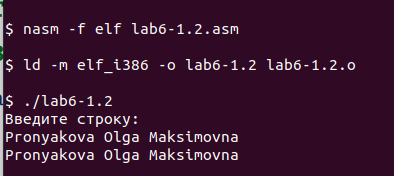 $ nasm -f elf lab6-1.2.asm
$ ld -m elf_i386 -o lab6-1.2 lab6-1.2.o
$ ./lab6-1.2
Введите строку:
Pronyakova Olga Maksimovna
Pronyakova Olga Maksimovna